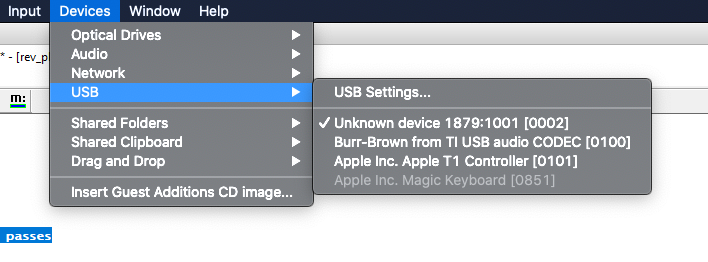 Input Devices Window Help
* - [rev_p
m:
Optical Drives
Audio
Network
USB
Shared Folders
Shared Clipboard
Drag and Drop
Insert Guest Additions CD image...
USB Settings...
✓ Unknown device 1879:1001 [0002]
Burr-Brown from TI USB audio CODEC [0100]
Apple Inc. Apple T1 Controller [0101]
Apple Inc. Magic Keyboard [0851]
passes